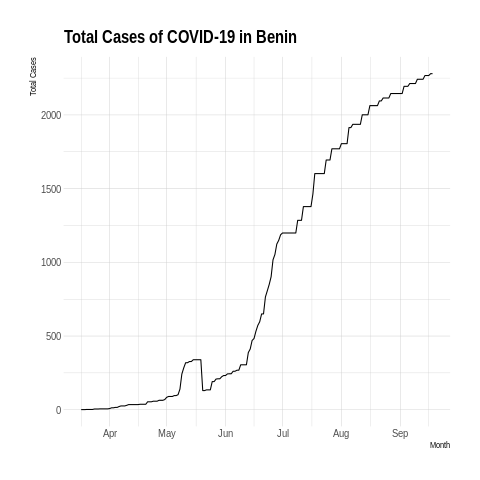 Total Cases of COVID-19 in Benin
Total Cases
2000
1500
1000
500
0
Apr May Jun Jul Aug Sep
Month